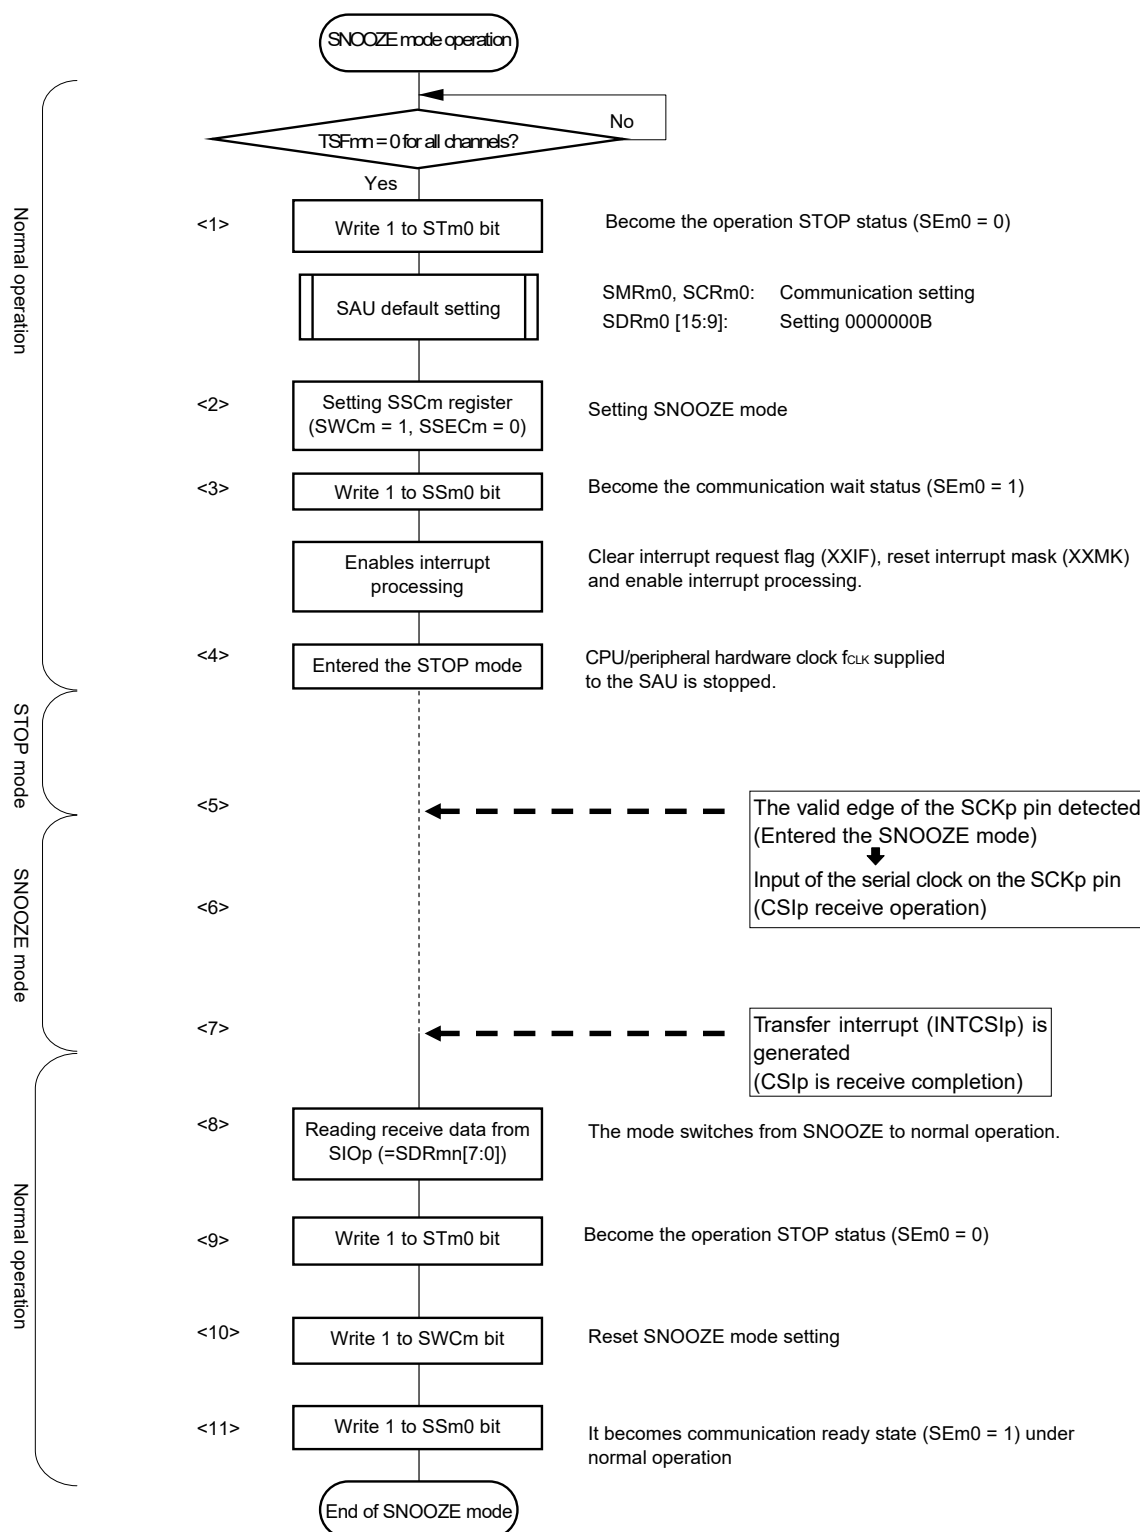 SNOOZE mode operation
No
TSFmn = 0 for all channels?
Yes
Normal operation
<1>
Write 1 to STm0 bit
Become the operation STOP status (SEm0 = 0)
SAU default setting
SMRm0, SCRm0: Communication setting
SDRm0 [15:9]: Setting 0000000B
<2>
Setting SSCm register
(SWCm = 1, SSECm = 0)
Setting SNOOZE mode
<3>
Write 1 to SSm0 bit
Become the communication wait status (SEm0 = 1)
Enables interrupt
processing
Clear interrupt request flag (XXIF), reset interrupt mask (XXMK)
and enable interrupt processing.
<4>
Entered the STOP mode
CPU/peripheral hardware clock fCLK supplied
to the SAU is stopped.
STOP mode
<5>
The valid edge of the SCKp pin detected
(Entered the SNOOZE mode)
Input of the serial clock on the SCKp pin
(CSIp receive operation)
SNOOZE mode
<6>
<7>
Transfer interrupt (INTCSIp) is
generated
(CSIp is receive completion)
Normal operation
<8>
Reading receive data from
SIOp (=SDRmn[7:0])
The mode switches from SNOOZE to normal operation.
<9>
Write 1 to STm0 bit
Become the operation STOP status (SEm0 = 0)
<10>
Write 1 to SWCm bit
Reset SNOOZE mode setting
<11>
Write 1 to SSm0 bit
It becomes communication ready state (SEm0 = 1) under
normal operation
End of SNOOZE mode